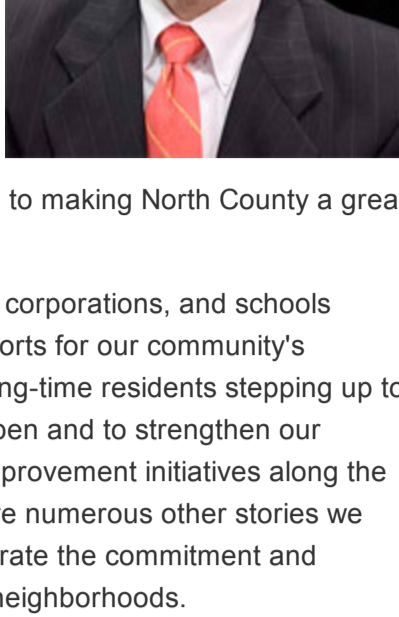 to making North County a grea
corporations, and schools
orts for our community's
ng-time residents stepping up to
pen and to strengthen our
provement initiatives along the
e numerous other stories we
rate the commitment and
neighborhoods.